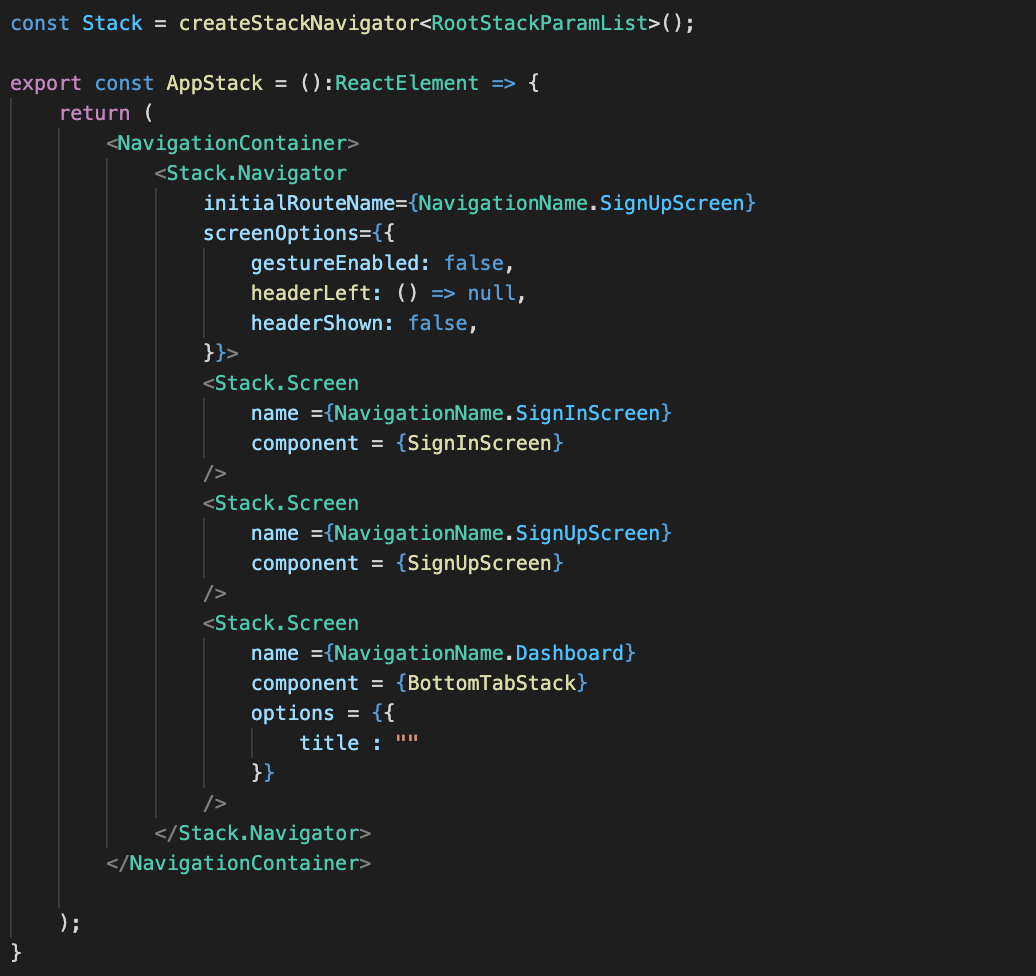 const Stack = createStackNavigator<RootStackParamList>();
export const AppStack = ():ReactElement => {
return (
<NavigationContainer>
<Stack.Navigator
initialRouteName={NavigationName.SignUpScreen}
screenOptions={{
gestureEnabled: false,
headerLeft: () => null,
headerShown: false,
}}>
<Stack.Screen
name ={NavigationName.SignInScreen}
component = {SignInScreen}
/>
<Stack.Screen
name ={NavigationName.SignUpScreen}
component = {SignUpScreen}
/>
<Stack.Screen
name ={NavigationName.Dashboard}
component = {BottomTabStack}
options = {{
title : ""
}}
/>
</Stack.Navigator>
</NavigationContainer>
);
}